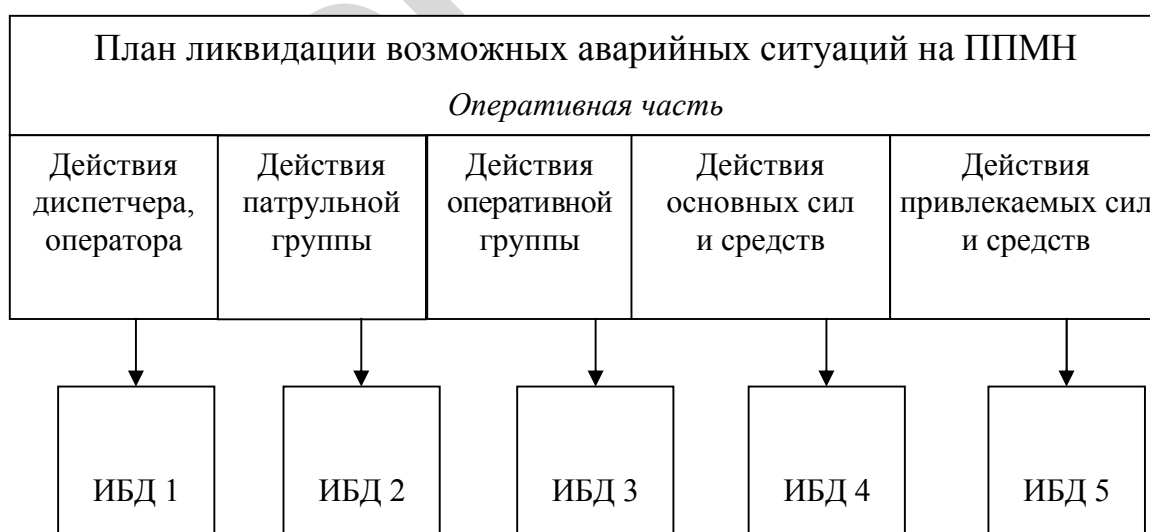 План ликвидации возможных аварийных ситуаций на ППМН
Оперативная часть
Действия
диспетчера,
оператора
Действия
патрульной
группы
Действия
оперативной
группы
Действия
основных сил
и средств
Действия
привлекаемых сил
и средств
ИБД 1
ИБД 2
ИБД 3
ИБД 4
ИБД 5